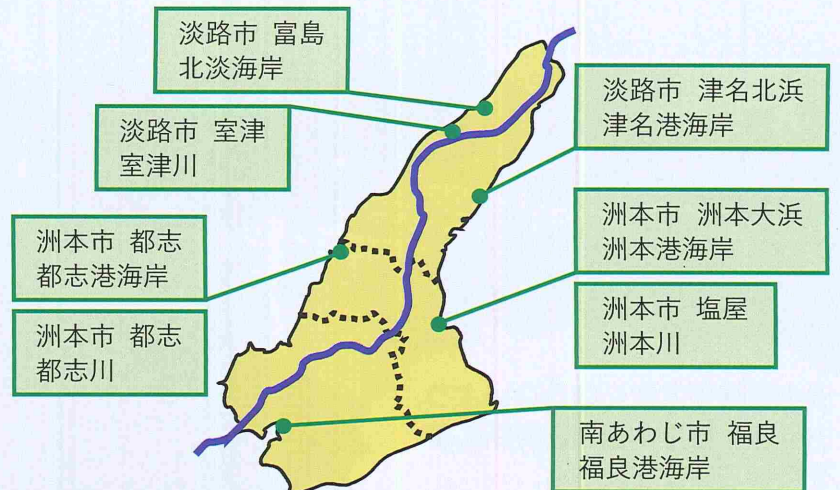 淡路市 富島
北淡海岸
淡路市 室津
室津川
洲本市 都志
都志港海岸
洲本市 都志
都志川
淡路市 津名北浜
津名港海岸
洲本市 洲本大浜
洲本港海岸
洲本市 塩屋
洲本川
南あわじ市 福良
福良港海岸